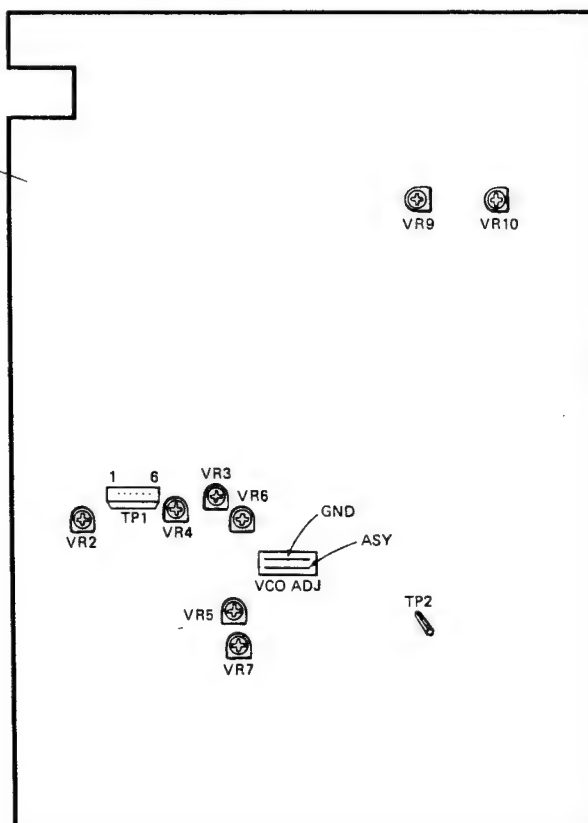 VR9 VR10
1 6
VR3
VR6
TP1
VR4
VR2
GND
ASY
VCO ADJ
TP2
VR5
VR7